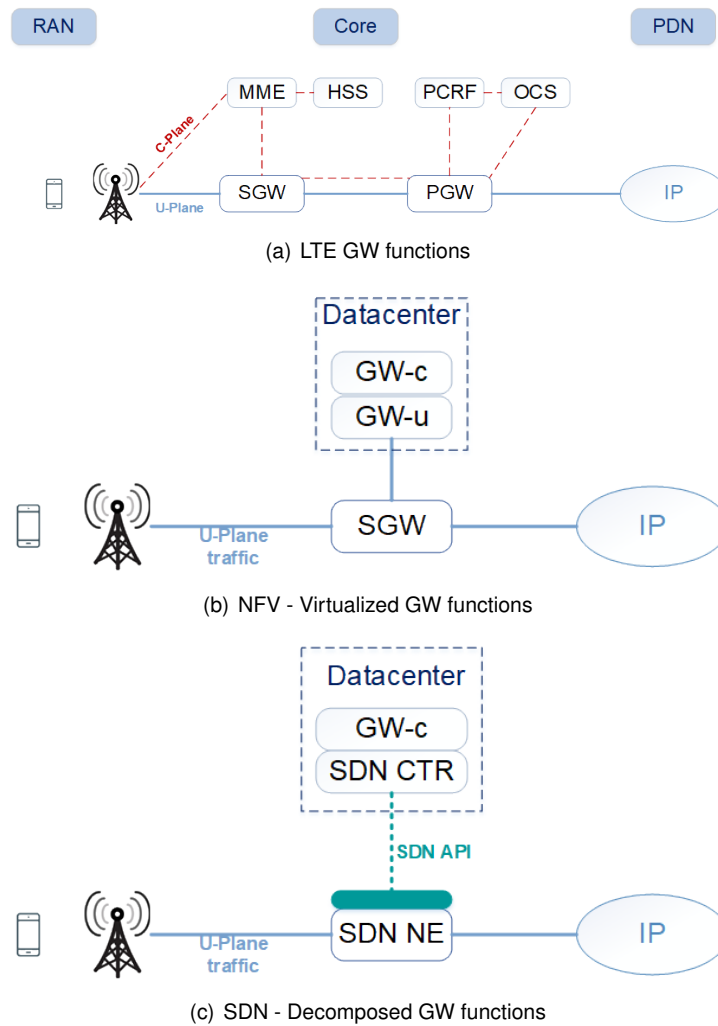 RAN Core PDN
MME HSS PCRF OCS
C-Plane
SGW PGW IP
U-Plane
(a) LTE GW functions
Datacenter
GW-c
GW-u
SGW IP
U-Plane
traffic
(b) NFV - Virtualized GW functions
Datacenter
GW-c
SDN CTR
SDN API
SDN NE IP
U-Plane
traffic
(c) SDN - Decomposed GW functions